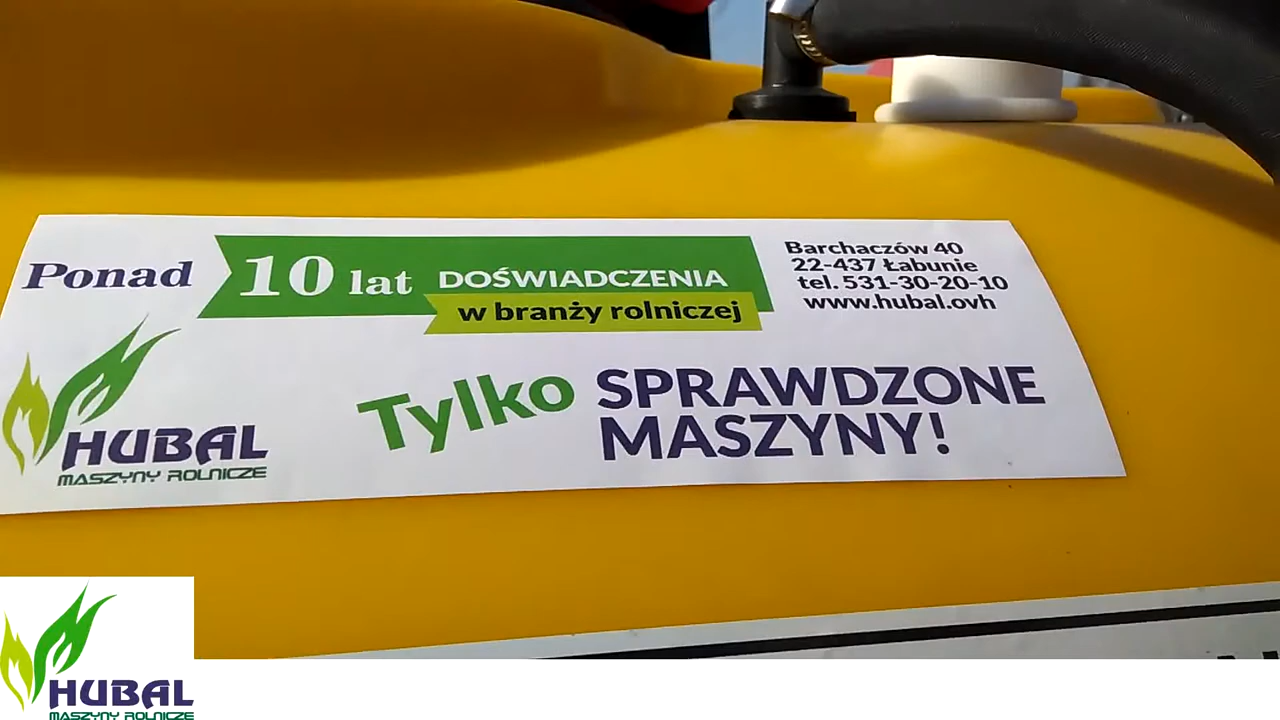 Ponad 10 lat DOŚWIADCZENIA
w branży rolniczej
Barchaczów 40
22-437 Łabunie
tel. 531-30-20-10
www.hubal.ovh
Tylko SPRAWDZONE
MASZYNY!
HUBAL
MASZYNY ROLNICZE
HUBAL
MASZYNY ROLNICZE